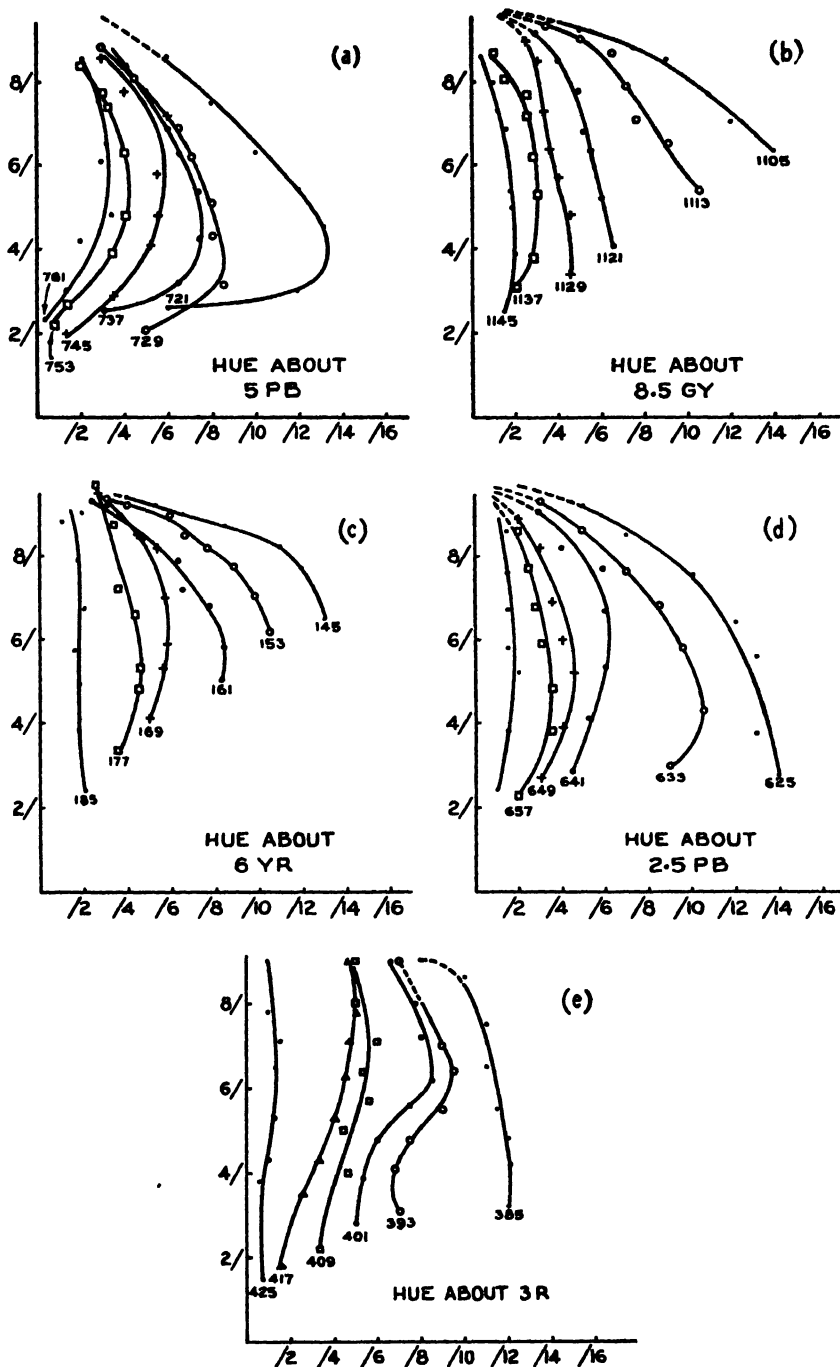 (a)
8/
6/
4/
2/
761
753
745
737
721
729
HUE ABOUT
5 PB
/2 /4 /6 /8 /10 /12 /14 /16
(b)
8/
6/
4/
2/
1105
1113
1121
1129
1137
1145
HUE ABOUT
8.5 GY
/2 /4 /6 /8 /10 /12 /14 /16
(c)
8/
6/
4/
2/
145
153
161
169
177
185
HUE ABOUT
6 YR
/2 /4 /6 /8 /10 /12 /14 /16
(d)
8/
6/
4/
2/
657
649
641
633
625
HUE ABOUT
2.5 PB
/2 /4 /6 /8 /10 /12 /14 /16
(e)
8/
6/
4/
2/
425
417
409
401
393
385
HUE ABOUT 3 R
/2 /4 /6 /8 /10 /12 /14 /16